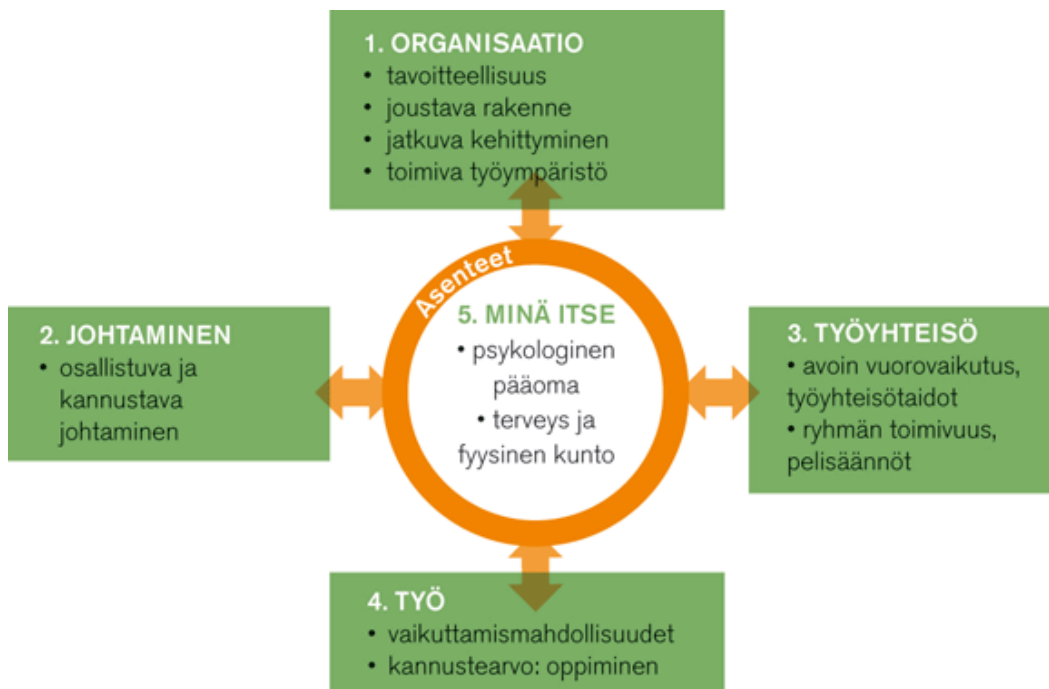 1. ORGANISAATIO
• tavoitteellisuus
• joustava rakenne
• jatkuva kehittyminen
• toimiva työympäristö
Asenteet
5. MINÄ ITSE
• psykologinen
pääoma
• terveys ja
fyysinen kunto
2. JOHTAMINEN
• osallistuva ja
kannustava
johtaminen
3. TYÖYHTEISÖ
• avoin vuorovaikutus,
työyhteisötaidot
• ryhmän toimivuus,
pelisäännöt
4. TYÖ
• vaikuttamismahdollisuudet
• kannustearvo: oppiminen